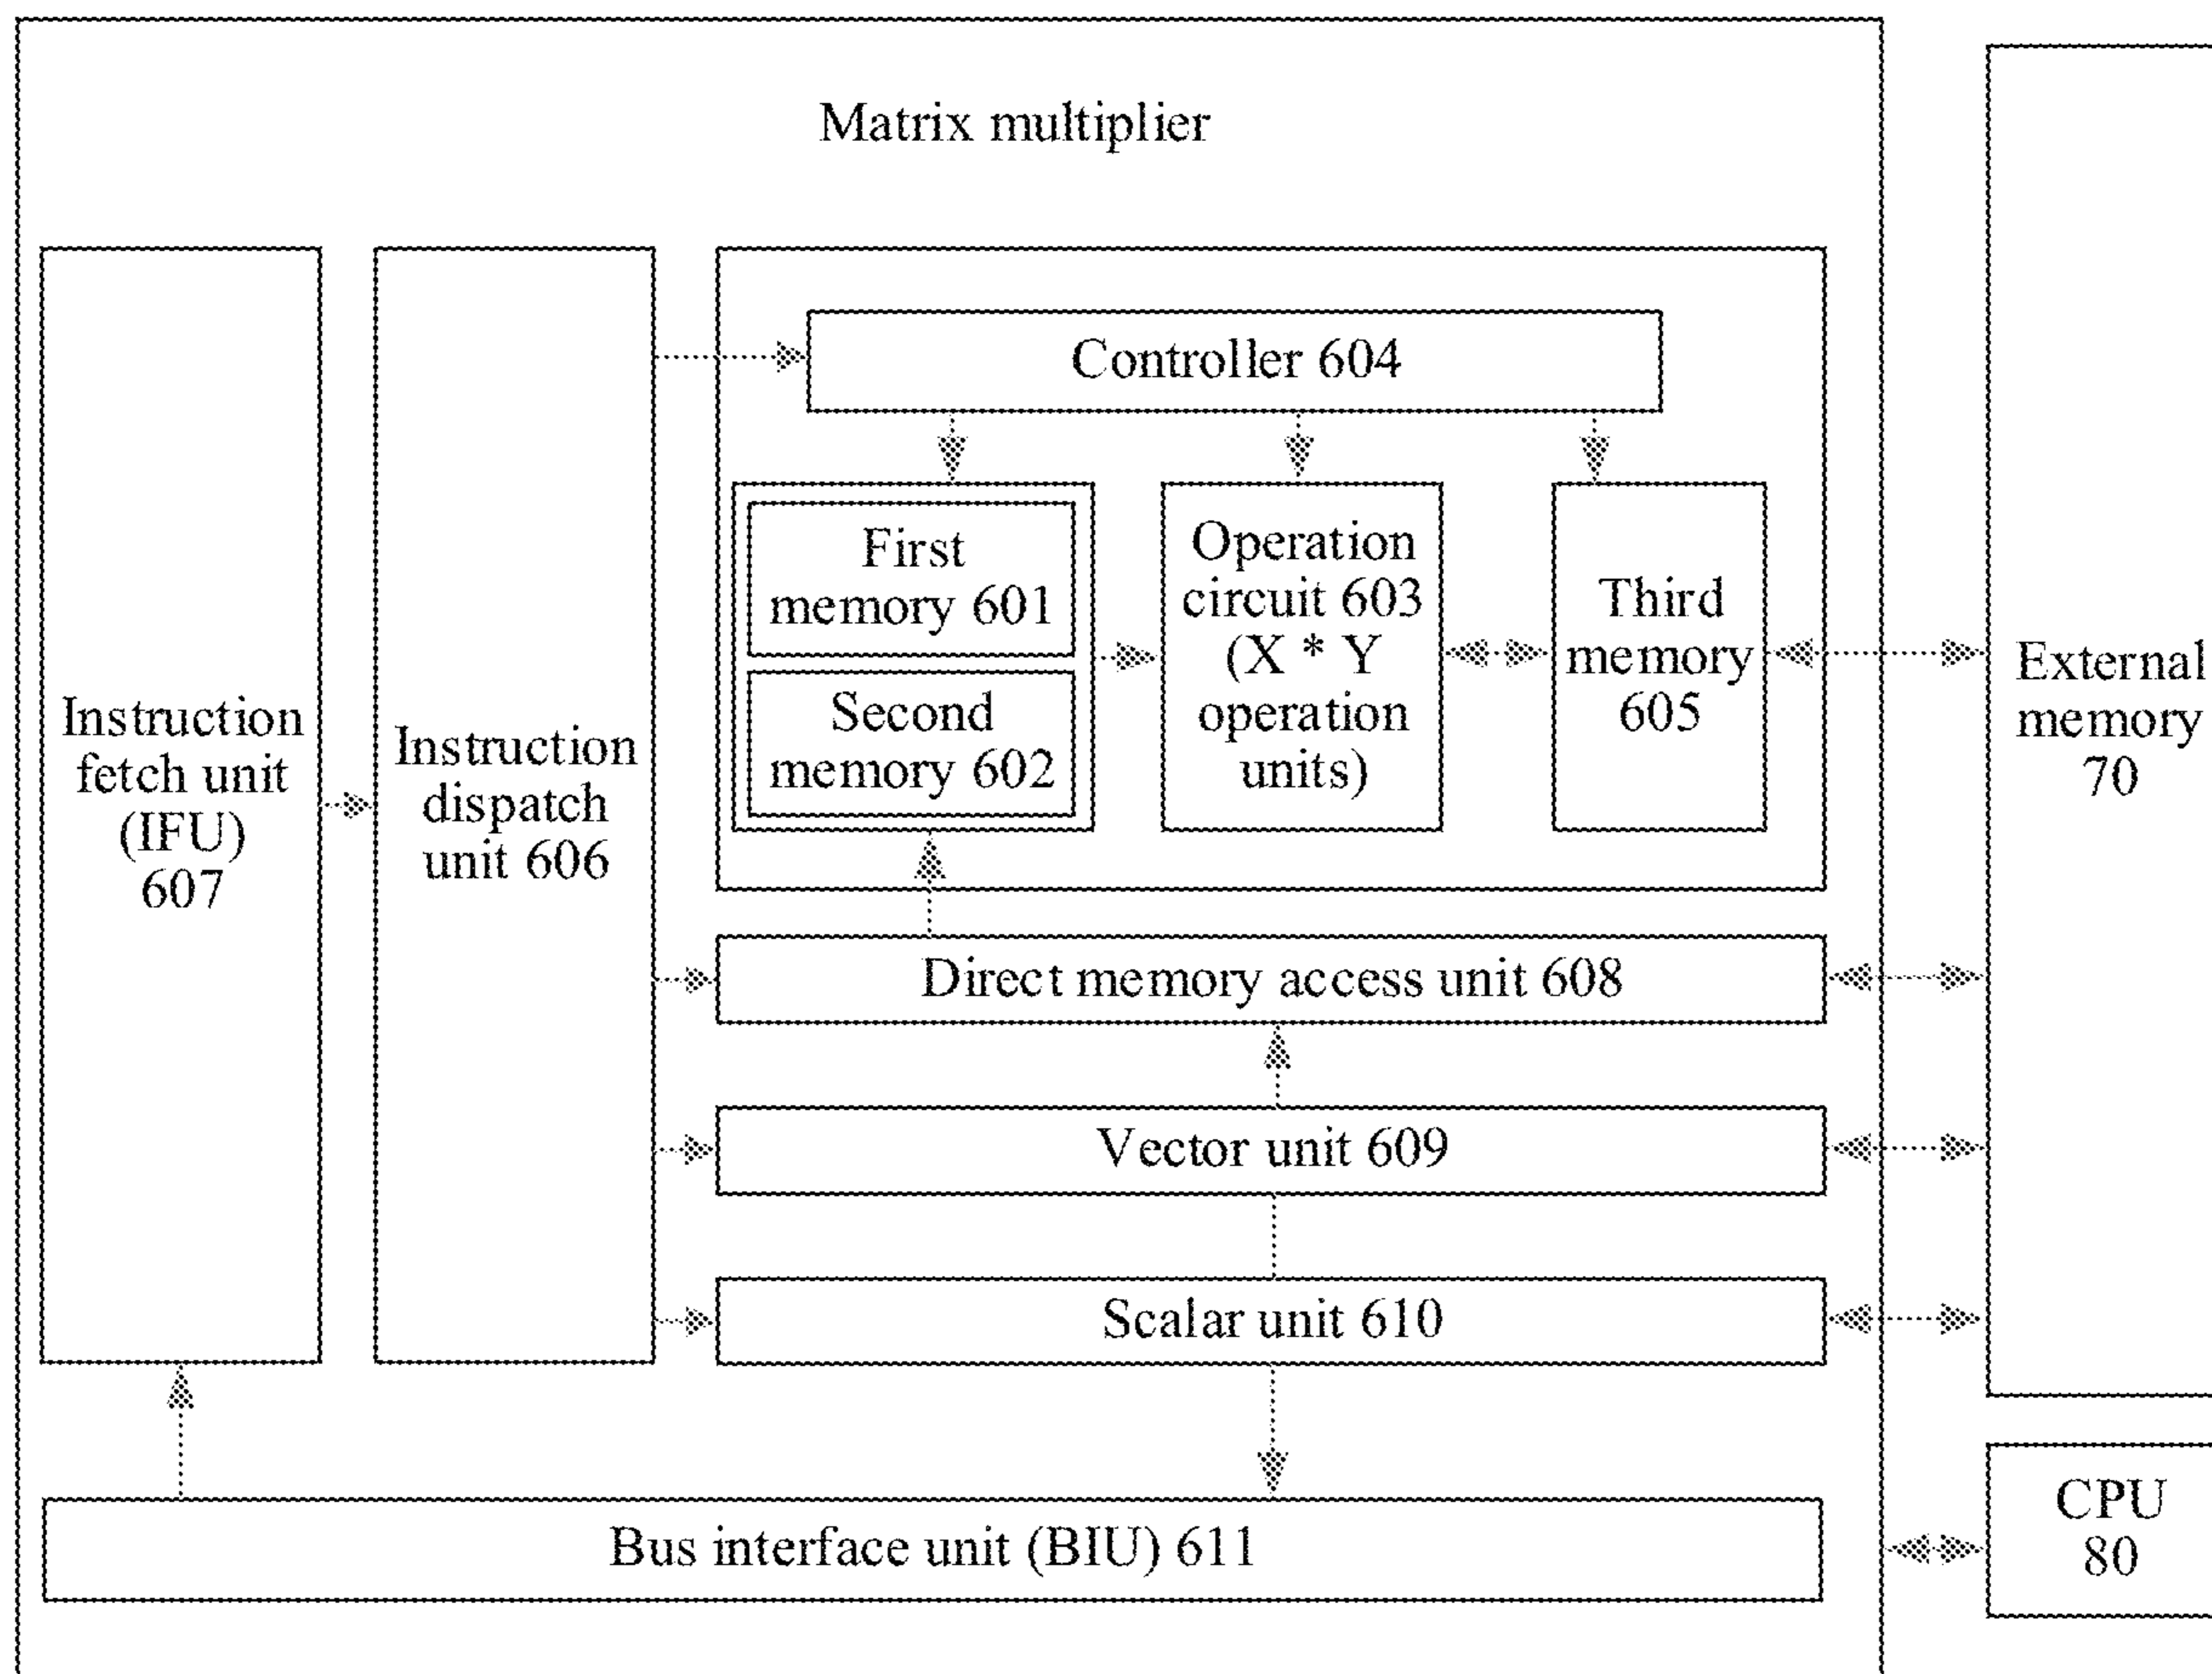 Matrix multiplier
Instruction
fetch unit
(IFU)
607
Instruction
dispatch
unit 606
Controller 604
First
memory 601
Second
memory 602
Operation
circuit 603
(X * Y
operation
units)
Third
memory
605
Direct memory access unit 608
Vector unit 609
Scalar unit 610
Bus interface unit (BIU) 611
External
memory
70
CPU
80